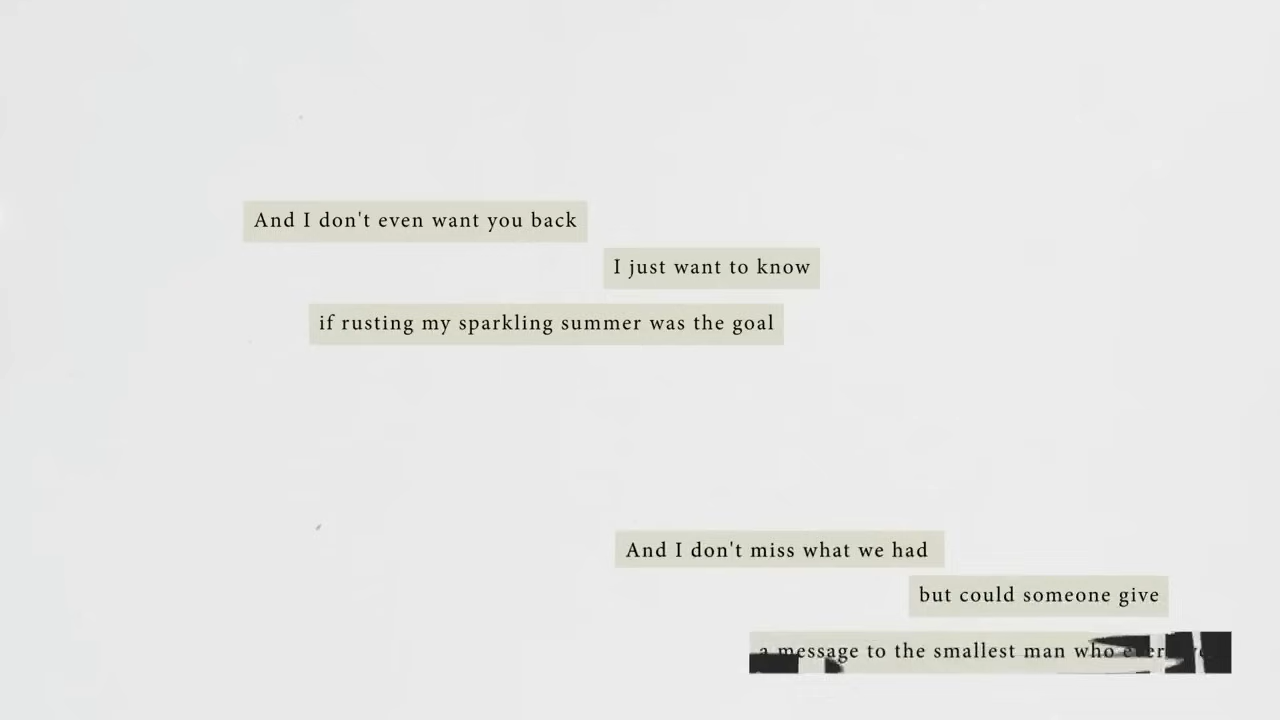 And I don't even want you back
I just want to know
if rusting my sparkling summer was the goal
And I don't miss what we had
but could someone give
a message to the smallest man who ever